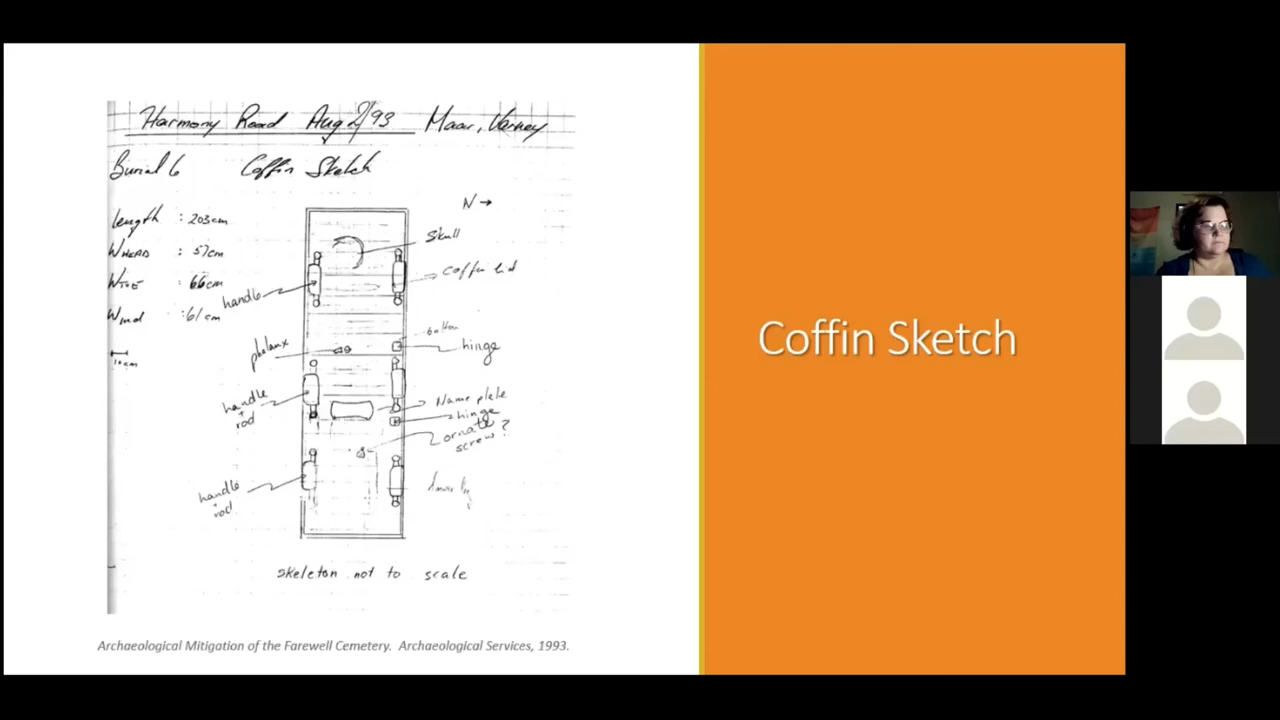 Harmony Road Aug 2/93 Maar, Varney
Burial 6 Coffin Sketch
N →
length : 203cm
W HEAD : 57cm
W TOE : 66cm
W mid : 61cm
10cm
skull
coffin lid
handle
button
hinge
phalanx
handle + rod
Name plate
hinge
ornate screw?
handle + rod
skeleton not to scale
Archaeological Mitigation of the Farewell Cemetery. Archaeological Services, 1993.
Coffin Sketch